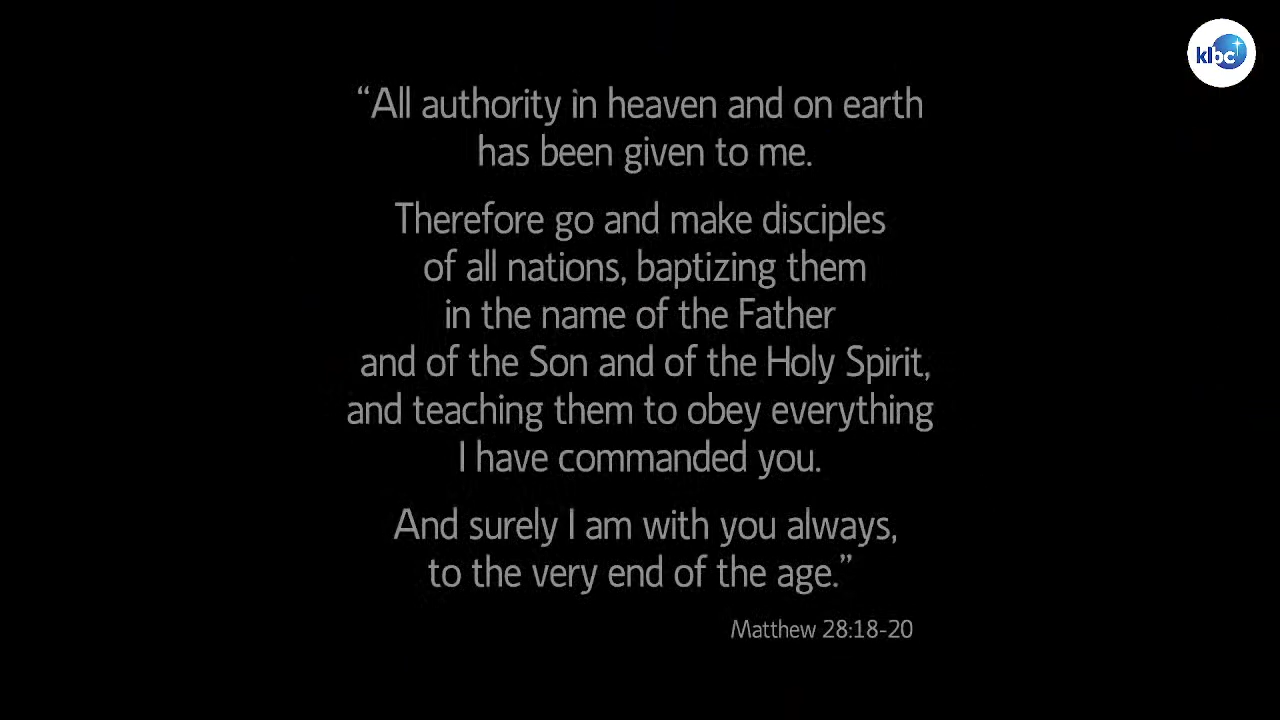 klbc
“All authority in heaven and on earth
has been given to me.
Therefore go and make disciples
of all nations, baptizing them
in the name of the Father
and of the Son and of the Holy Spirit,
and teaching them to obey everything
I have commanded you.
And surely I am with you always,
to the very end of the age.”
Matthew 28:18-20